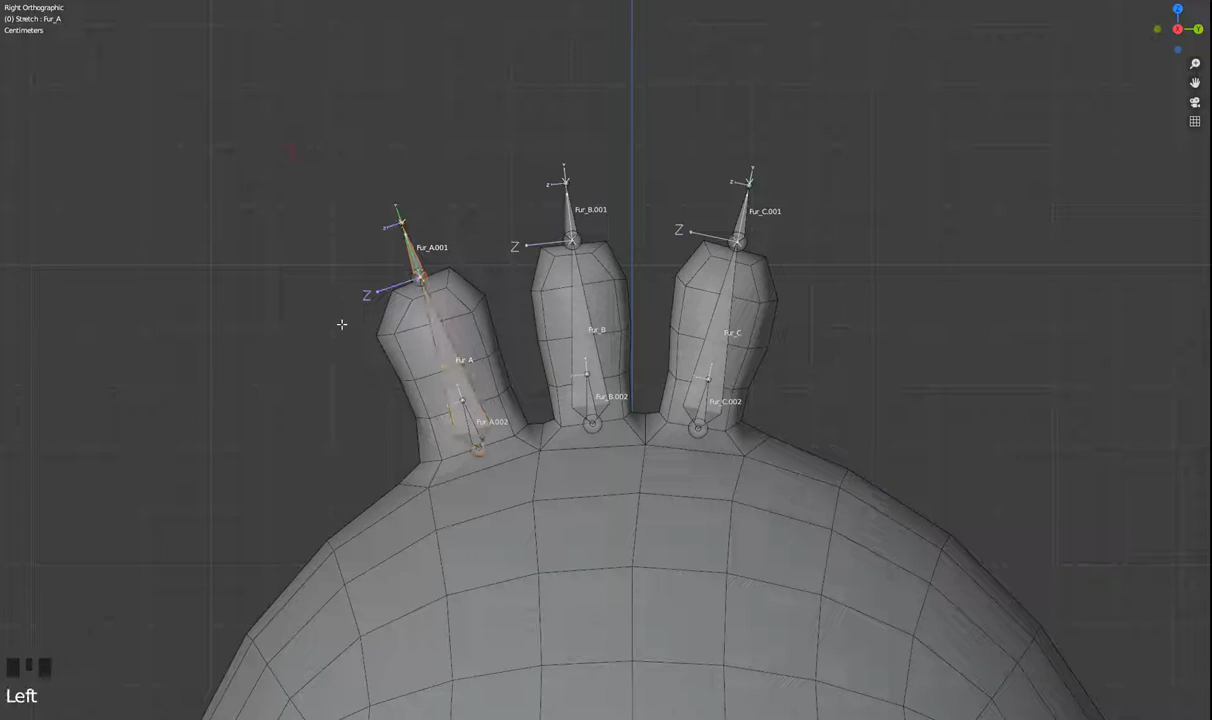 Right Orthographic
(0) Stretch : Fur_A
Centimeters
Z
X
Y
Fur_B.001
Fur_C.001
Fur_A.001
Z
Z
Z
Fur_B
Fur_C
Fur_A
Fur_B.002
Fur_C.002
Fur_A.002
Left